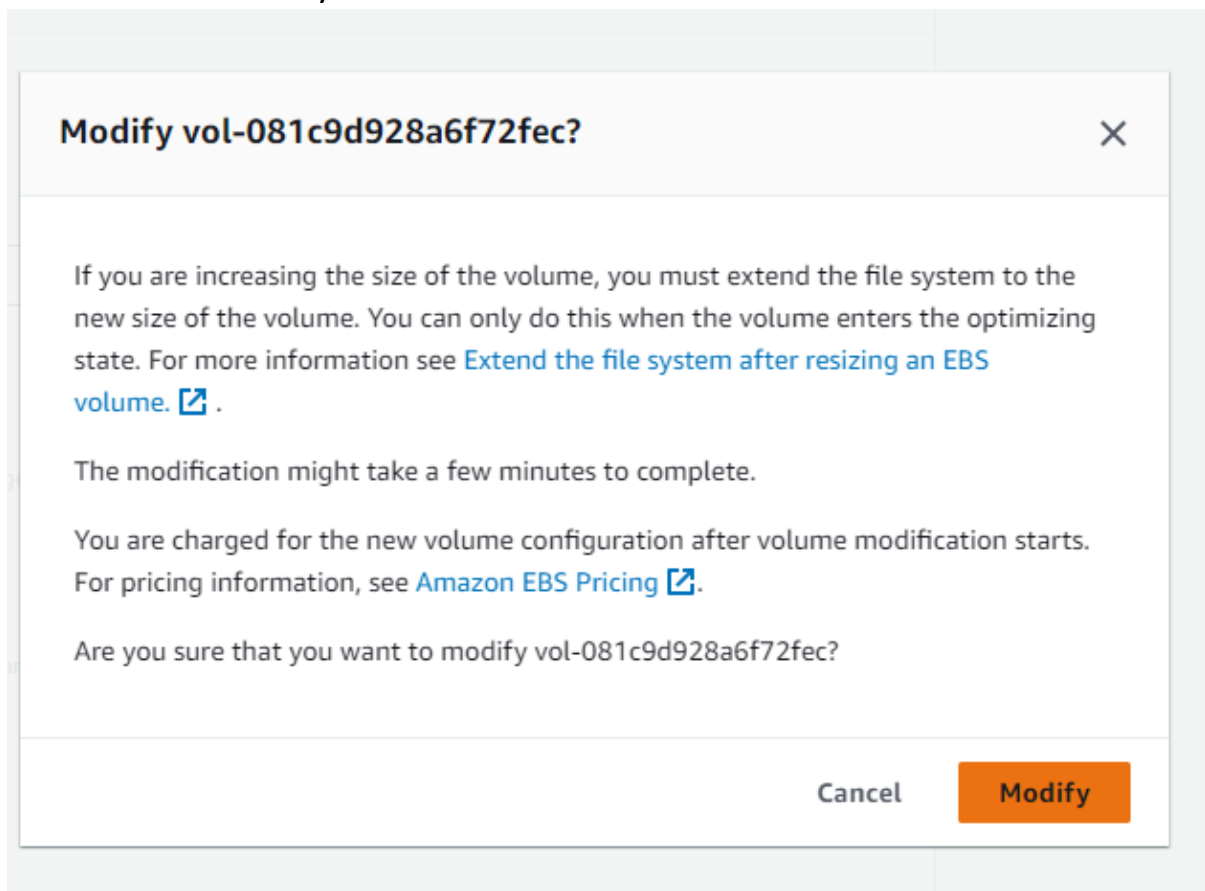 Modify vol-081c9d928a6f72fec?
If you are increasing the size of the volume, you must extend the file system to the
new size of the volume. You can only do this when the volume enters the optimizing
state. For more information see Extend the file system after resizing an EBS
volume. .
The modification might take a few minutes to complete.
You are charged for the new volume configuration after volume modification starts.
For pricing information, see Amazon EBS Pricing .
Are you sure that you want to modify vol-081c9d928a6f72fec?
Cancel Modify